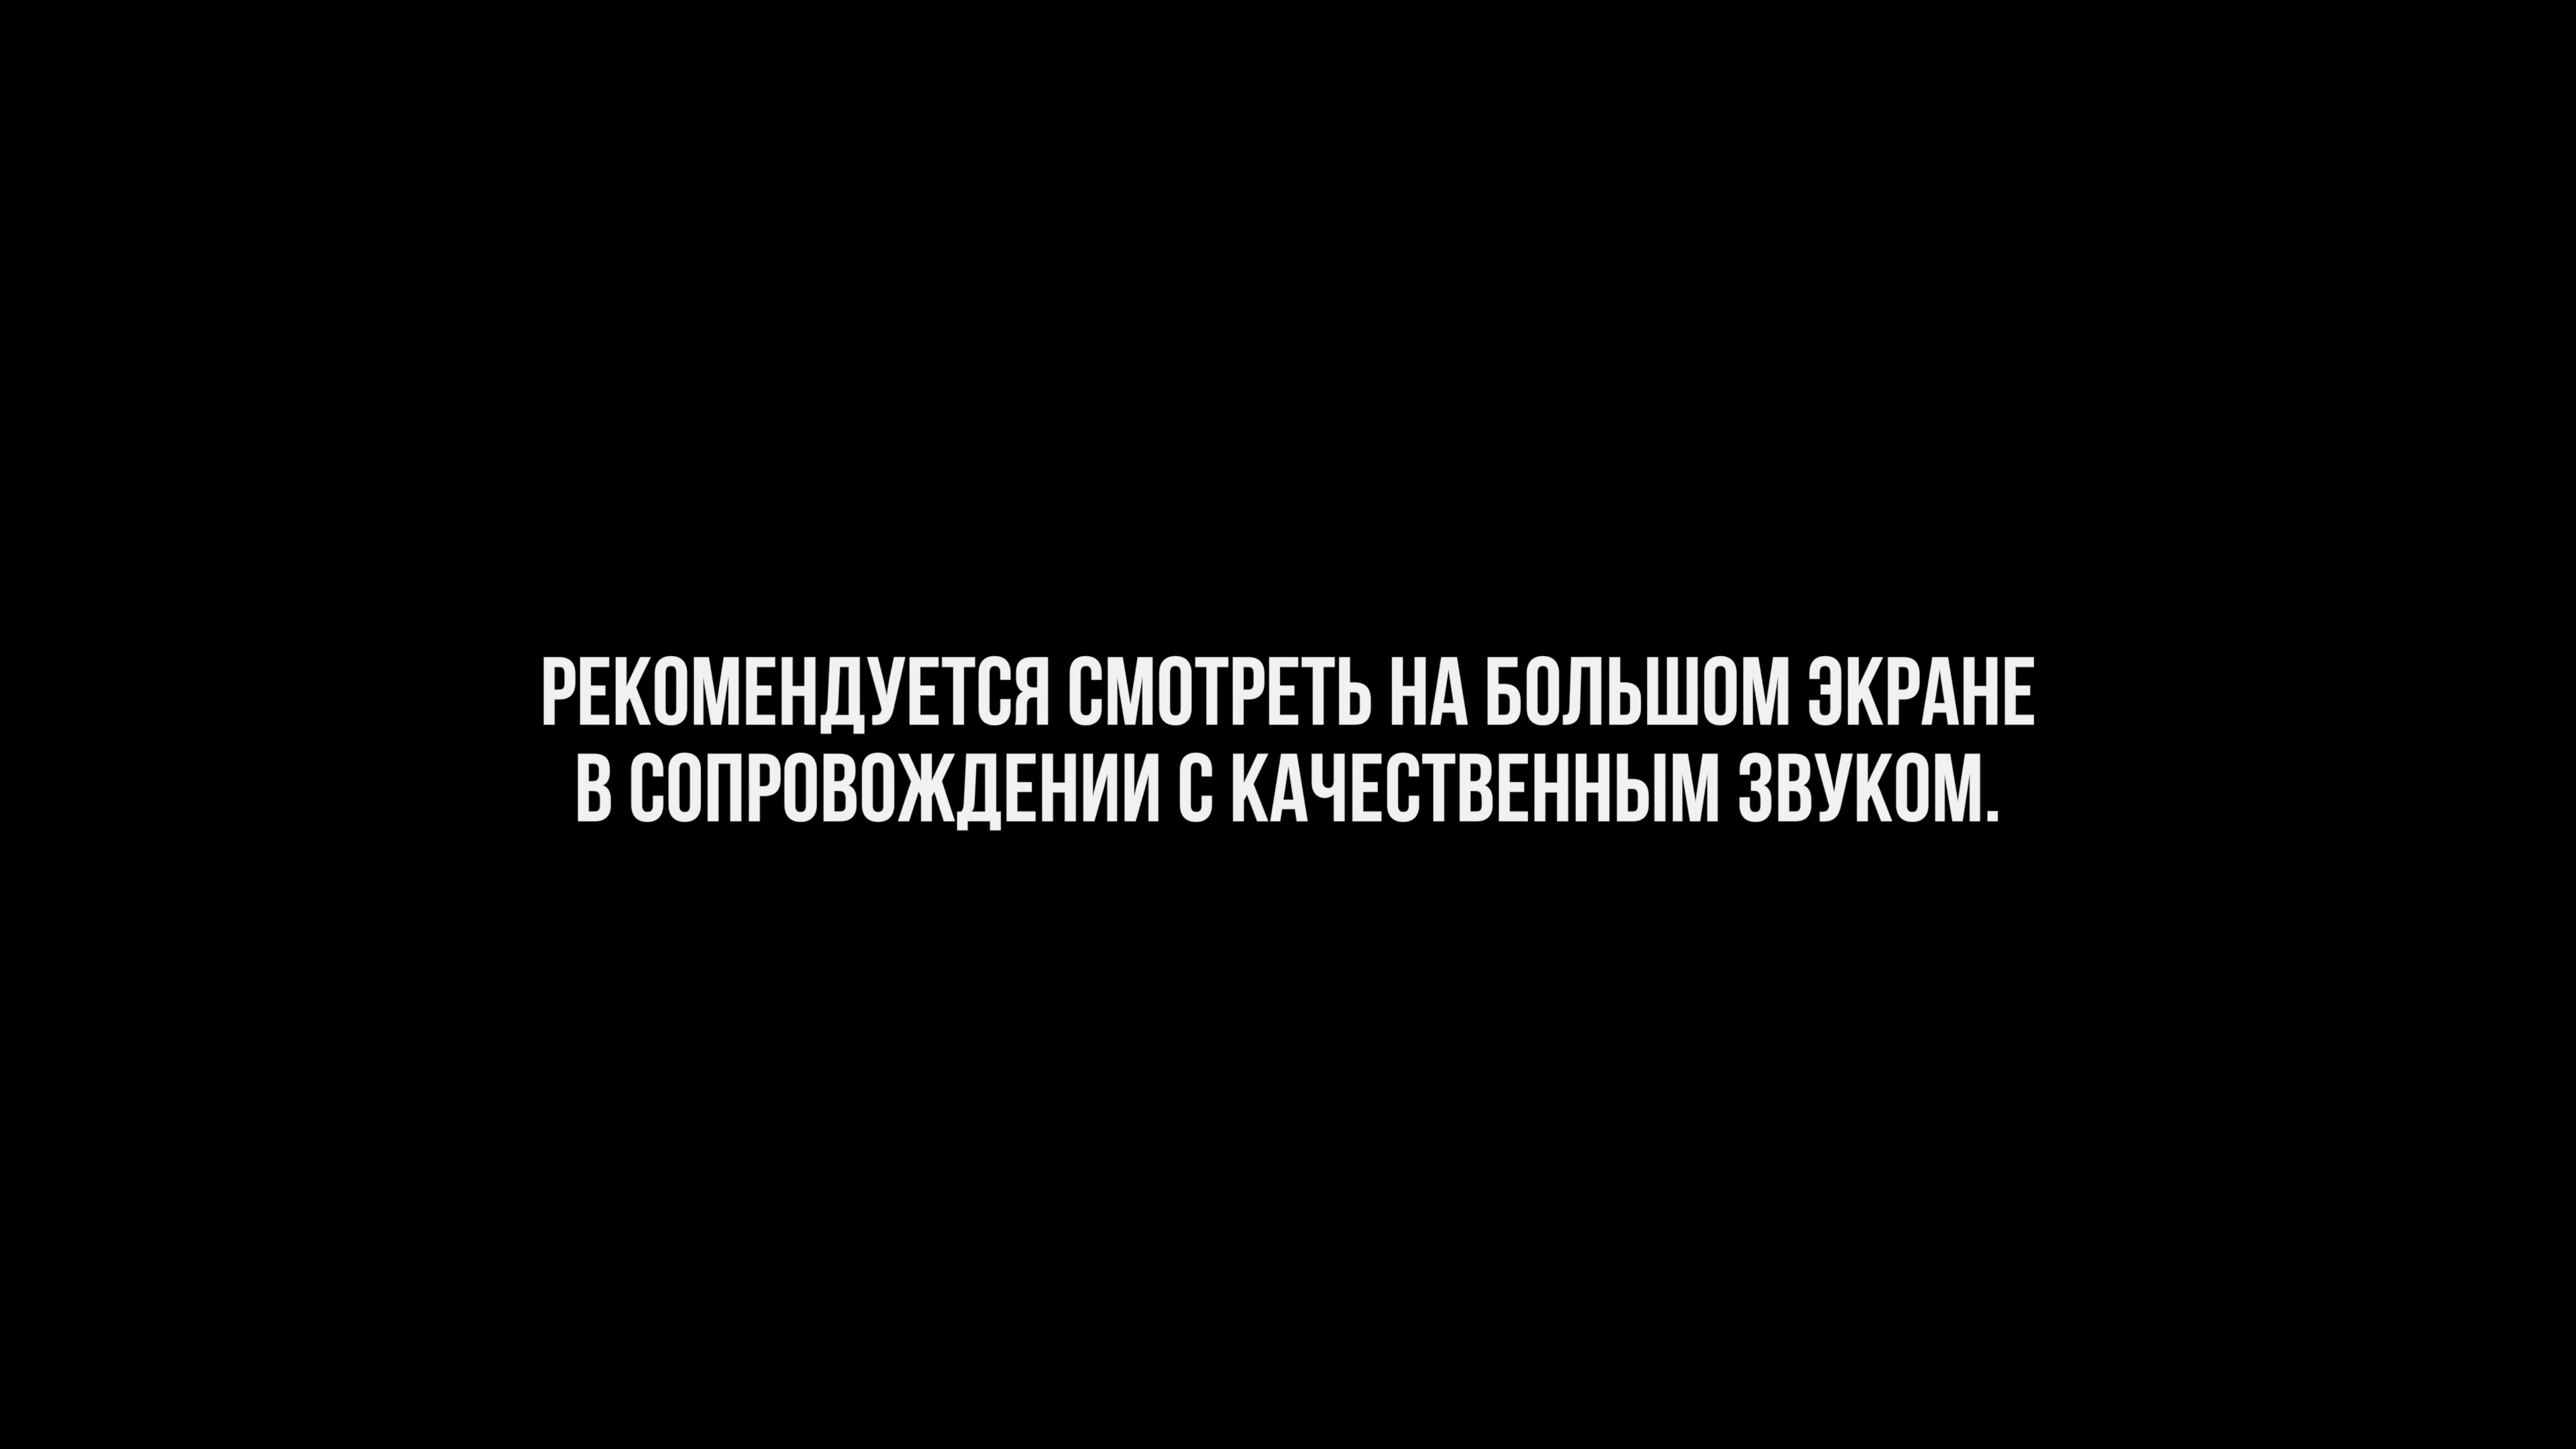 РЕКОМЕНДУЕТСЯ СМОТРЕТЬ НА БОЛЬШОМ ЭКРАНЕ
В СОПРОВОЖДЕНИИ С КАЧЕСТВЕННЫМ ЗВУКОМ.